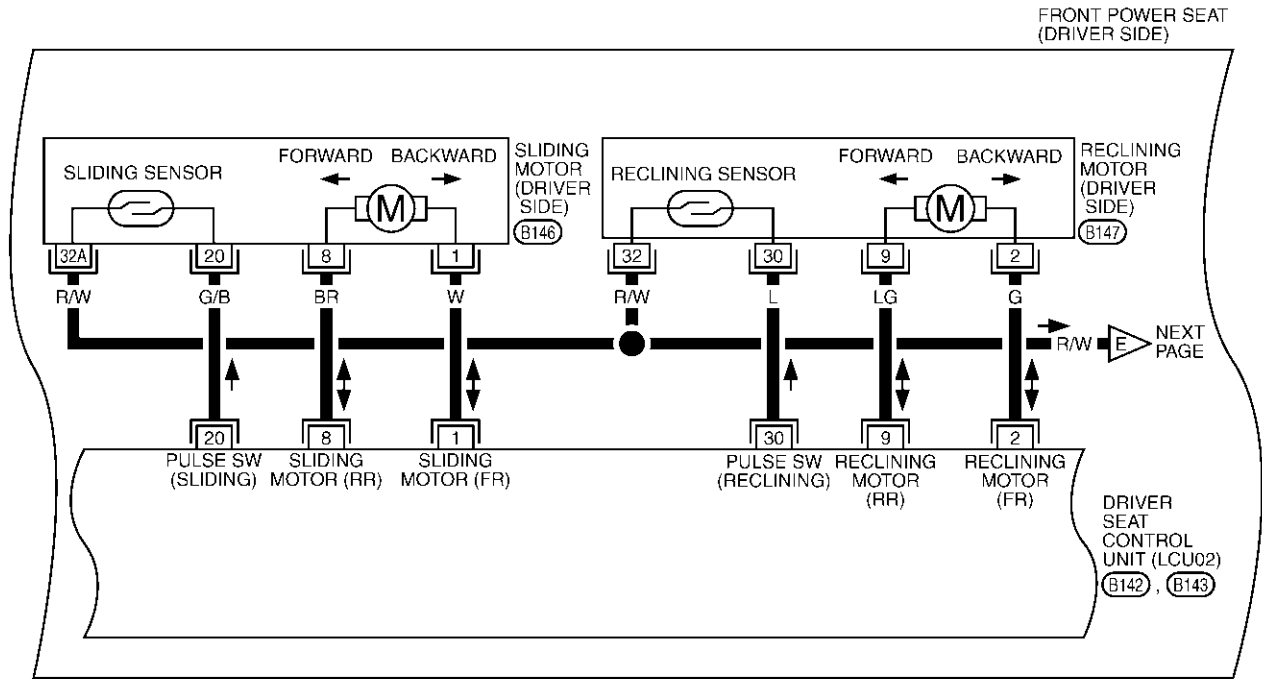 FRONT POWER SEAT
(DRIVER SIDE)
SLIDING SENSOR
FORWARD
BACKWARD
M
SLIDING
MOTOR
(DRIVER
SIDE)
B146
RECLINING SENSOR
FORWARD
BACKWARD
M
RECLINING
MOTOR
(DRIVER
SIDE)
B147
32A
20
8
1
32
30
9
2
R/W
G/B
BR
W
R/W
L
LG
G
R/W
E
NEXT
PAGE
20
8
1
30
9
2
PULSE SW
(SLIDING)
SLIDING
MOTOR (RR)
SLIDING
MOTOR (FR)
PULSE SW
(RECLINING)
RECLINING
MOTOR
(RR)
RECLINING
MOTOR
(FR)
DRIVER
SEAT
CONTROL
UNIT (LCU02)
B142 , B143